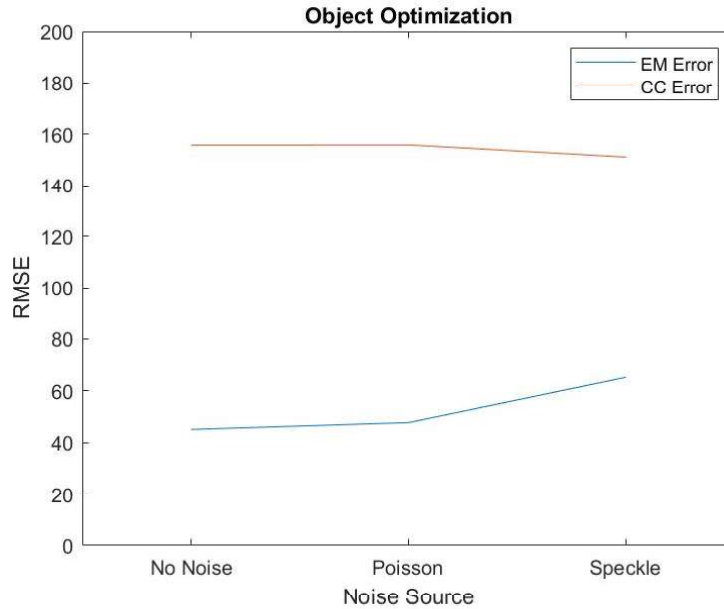 Object Optimization
200
180
160
140
120
100
80
60
40
20
0
RMSE
EM Error
CC Error
No Noise Poisson Speckle
Noise Source